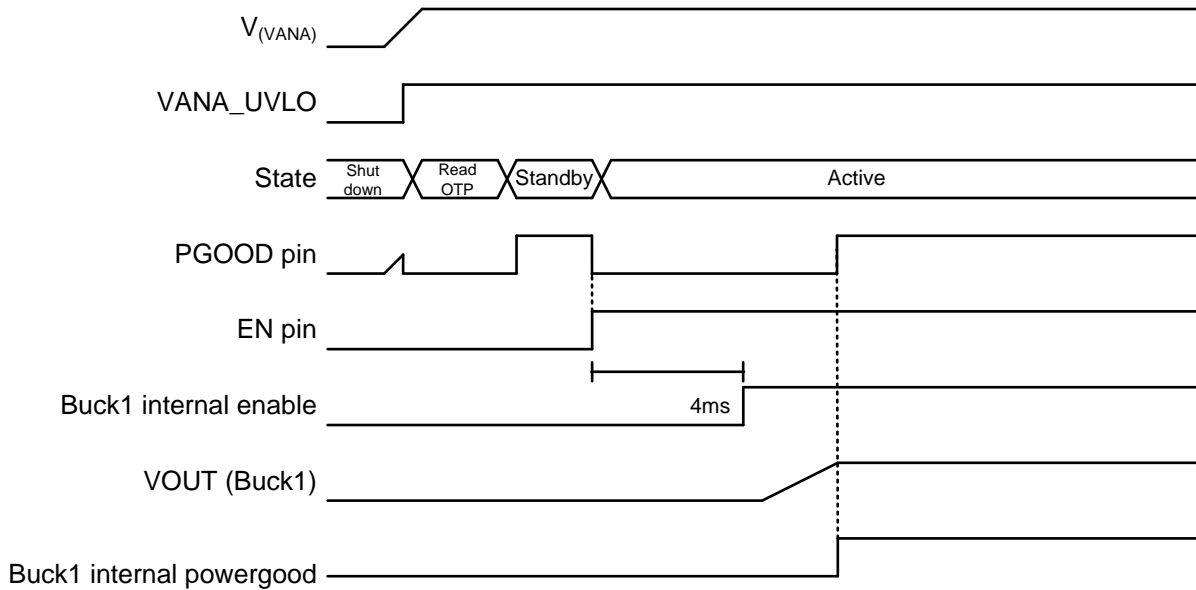 V(VANA)
VANA_UVLO
State
Shut
down
Read
OTP
Standby
Active
PGOOD pin
EN pin
Buck1 internal enable
4ms
VOUT (Buck1)
Buck1 internal powergood